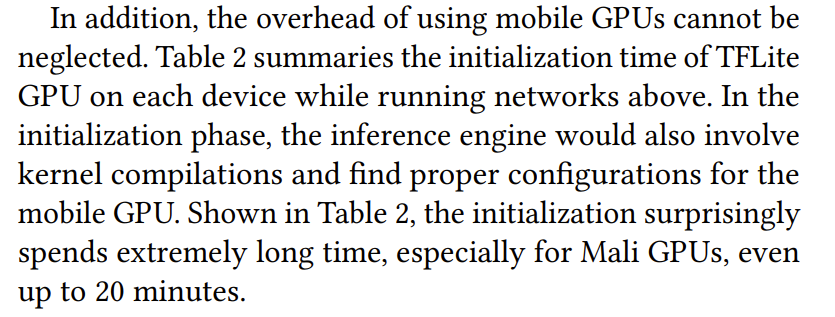 In addition, the overhead of using mobile GPUs cannot be
neglected. Table 2 summaries the initialization time of TFLite
GPU on each device while running networks above. In the
initialization phase, the inference engine would also involve
kernel compilations and find proper configurations for the
mobile GPU. Shown in Table 2, the initialization surprisingly
spends extremely long time, especially for Mali GPUs, even
up to 20 minutes.